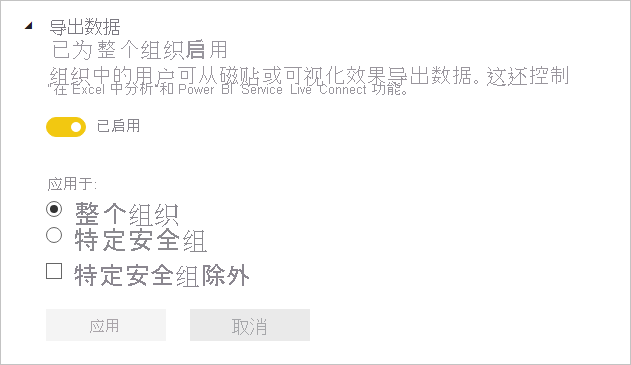 导出数据
已为整个组织启用
组织中的用户可从磁贴或可视化效果导出数据。这还控制
"在 Excel 中分析"和 Power BI Service Live Connect 功能。
已启用
应用于:
整个组织
特定安全组
特定安全组除外
应用 取消